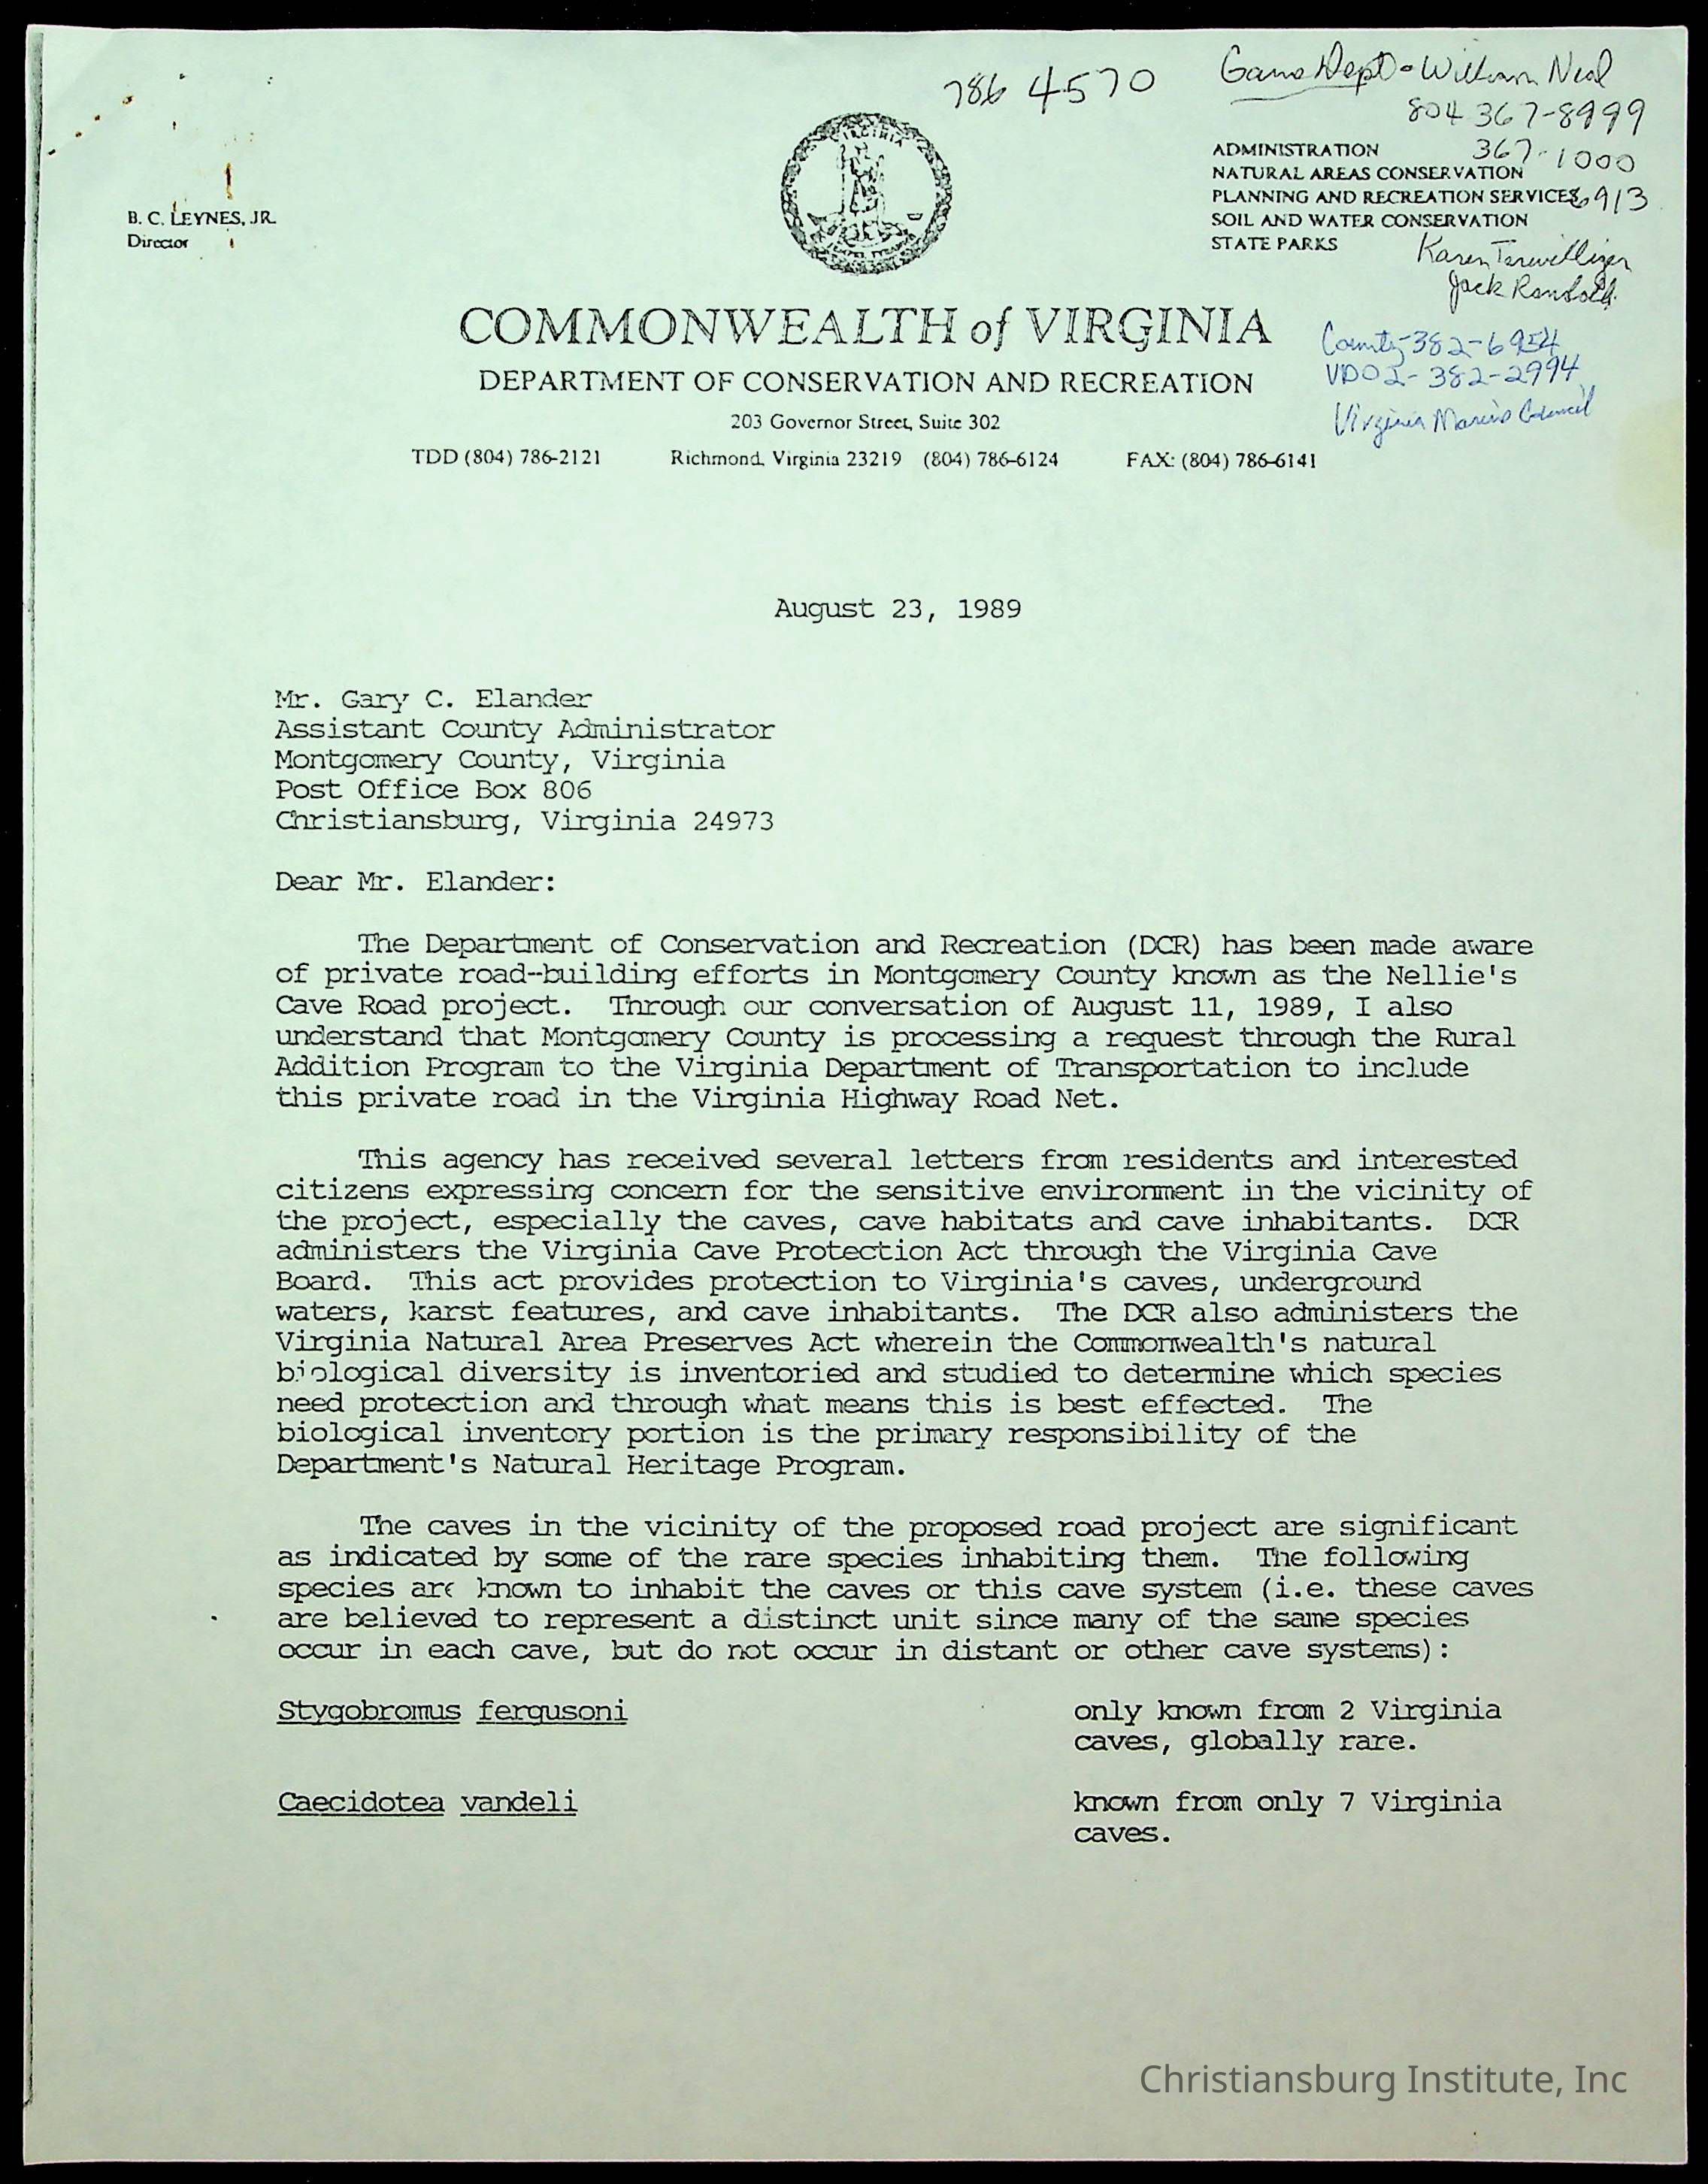 786 4570
Game Dept - William Neal
804 367-8999
367-1000
6913
B. C. LEYNES, JR.
Director
VIRGINIA
ADMINISTRATION
NATURAL AREAS CONSERVATION
PLANNING AND RECREATION SERVICES
SOIL AND WATER CONSERVATION
STATE PARKS
Karen Terwilliger
Jack Randolph
COMMONWEALTH of VIRGINIA
County-382-6954
DEPARTMENT OF CONSERVATION AND RECREATION
382-2994
203 Governor Street, Suite 302
Virginia Council
TDD (804) 786-2121 Richmond, Virginia 23219 (804) 786-6124 FAX: (804) 786-6141
August 23, 1989
Mr. Gary C. Elander
Assistant County Administrator
Montgomery County, Virginia
Post Office Box 806
Christiansburg, Virginia 24973
Dear Mr. Elander:
The Department of Conservation and Recreation (DCR) has been made aware
of private road-building efforts in Montgomery County known as the Nellie's
Cave Road project. Through our conversation of August 11, 1989, I also
understand that Montgomery County is processing a request through the Rural
Addition Program to the Virginia Department of Transportation to include
this private road in the Virginia Highway Road Net.
This agency has received several letters from residents and interested
citizens expressing concern for the sensitive environment in the vicinity of
the project, especially the caves, cave habitats and cave inhabitants. DCR
administers the Virginia Cave Protection Act through the Virginia Cave
Board. This act provides protection to Virginia's caves, underground
waters, karst features, and cave inhabitants. The DCR also administers the
Virginia Natural Area Preserves Act wherein the Commonwealth's natural
biological diversity is inventoried and studied to determine which species
need protection and through what means this is best effected. The
biological inventory portion is the primary responsibility of the
Department's Natural Heritage Program.
The caves in the vicinity of the proposed road project are significant
as indicated by some of the rare species inhabiting them. The following
species are known to inhabit the caves or this cave system (i.e. these caves
are believed to represent a distinct unit since many of the same species
occur in each cave, but do not occur in distant or other cave systems):
Stygobromus fergusoni only known from 2 Virginia
caves, globally rare.
Caecidotea vandeli known from only 7 Virginia
caves.
Christiansburg Institute, Inc